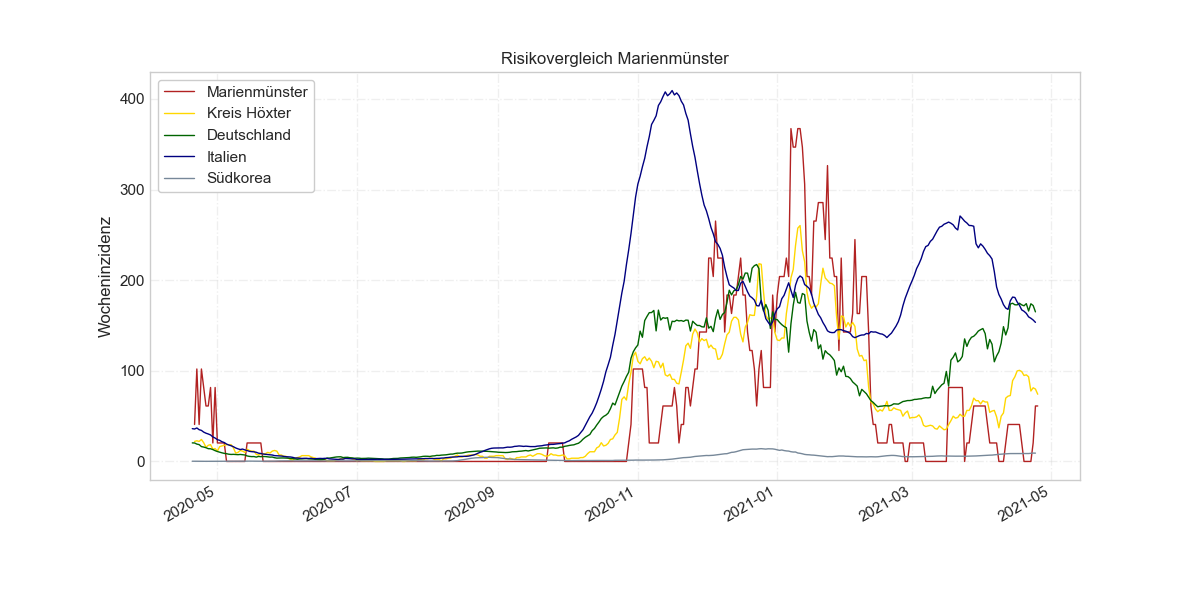 Risikovergleich Marienmünster
Marienmünster
Kreis Höxter
Deutschland
Italien
Südkorea
Wocheninzidenz
400
300
200
100
0
2020-05
2020-07
2020-09
2020-11
2021-01
2021-03
2021-05